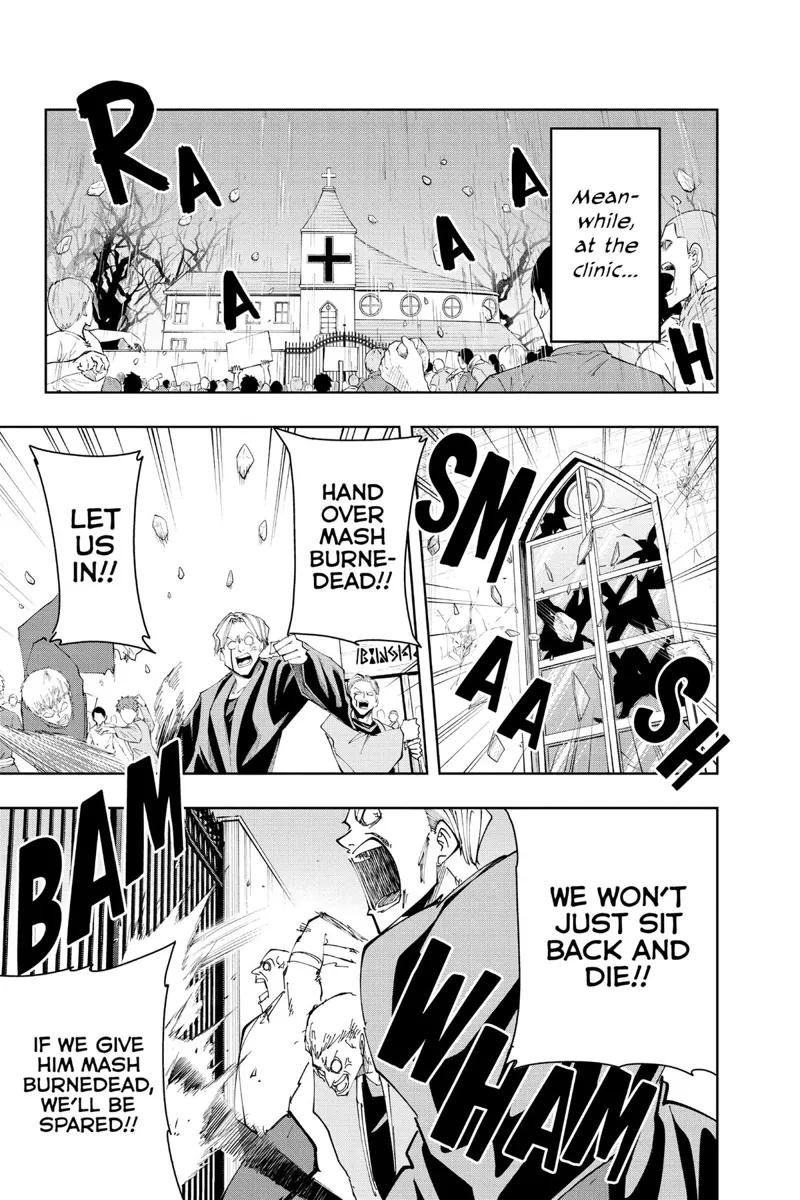 Mean-
while,
at the
clinic...
RAAAAH
SMAAASH
HAND
OVER
MASH
BURNE-
DEAD!!
LET
US
IN!!
WE WON'T
JUST SIT
BACK AND
DIE!!
BAM
WHAM
IF WE GIVE
HIM MASH
BURNEDEAD,
WE'LL BE
SPARED!!